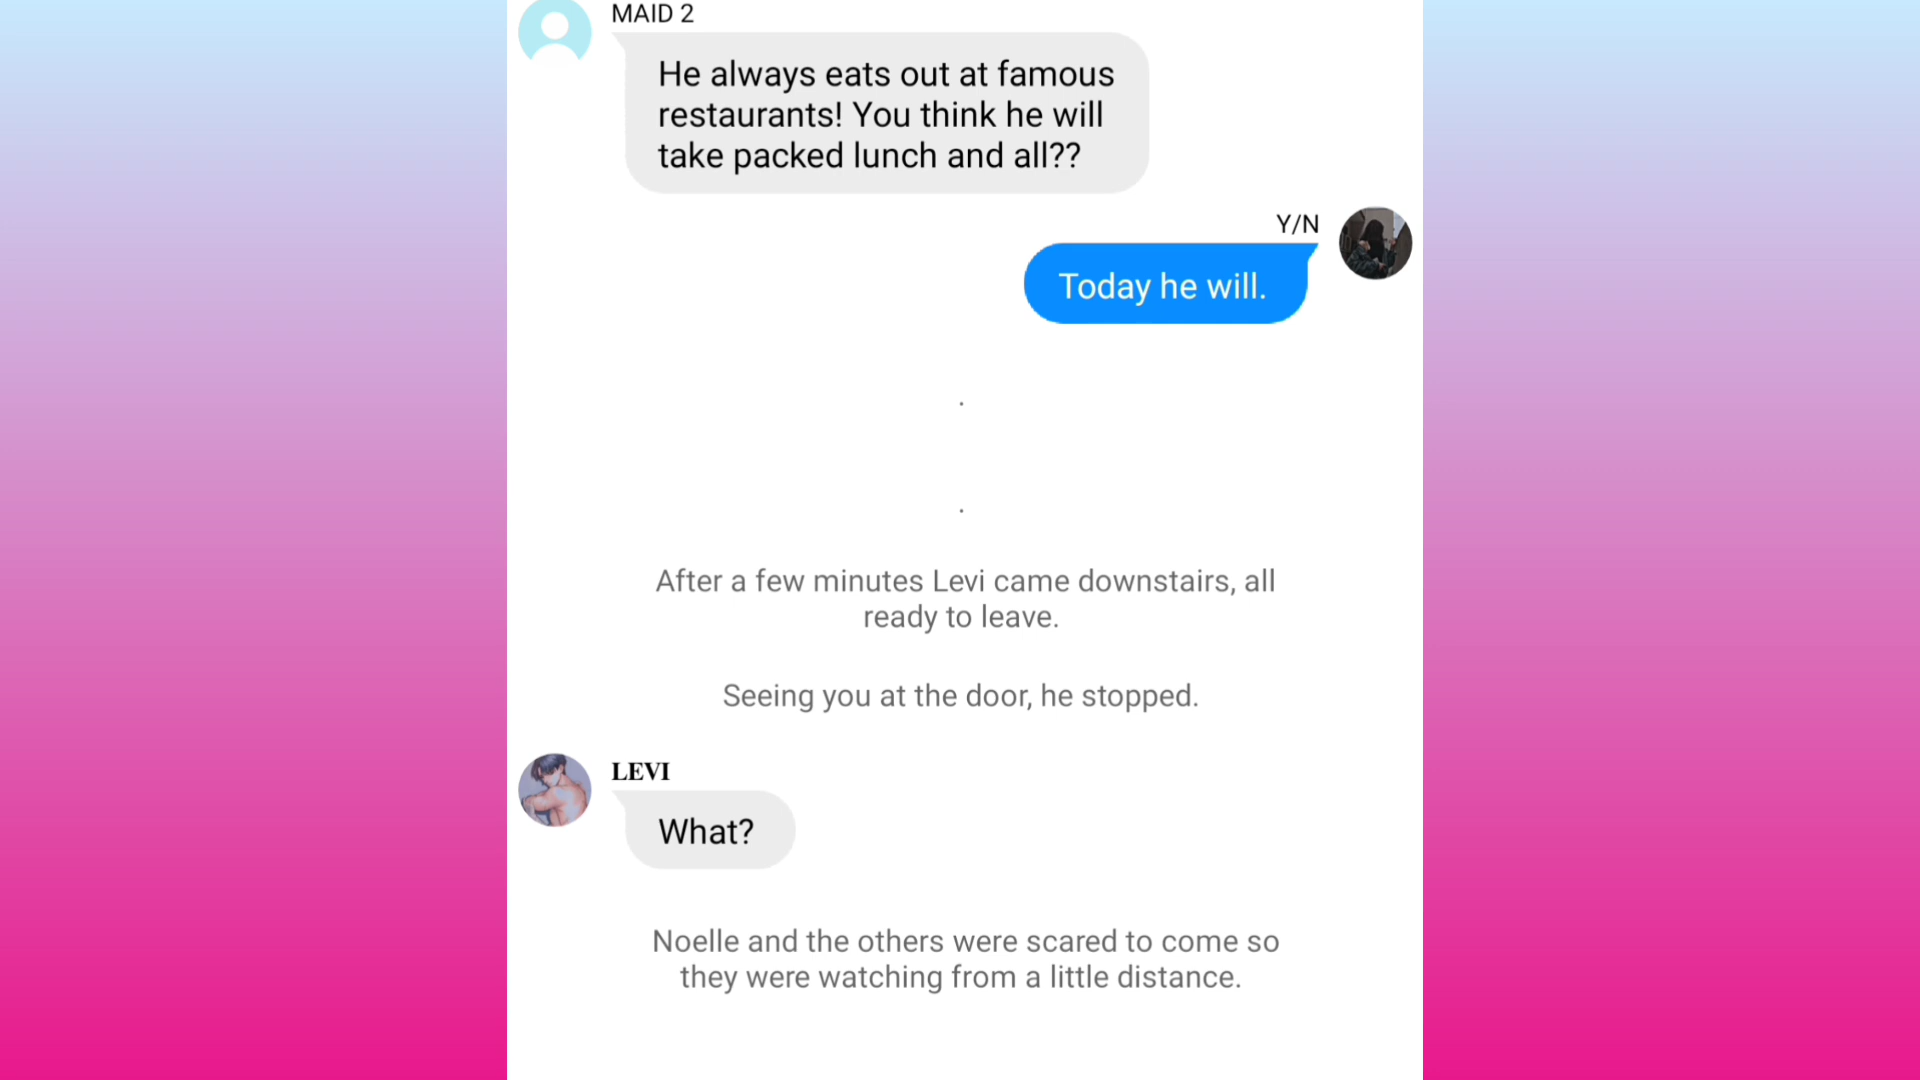 MAID 2
He always eats out at famous
restaurants! You think he will
take packed lunch and all??
Y/N
Today he will.
.
.
After a few minutes Levi came downstairs, all
ready to leave.
Seeing you at the door, he stopped.
LEVI
What?
Noelle and the others were scared to come so
they were watching from a little distance.